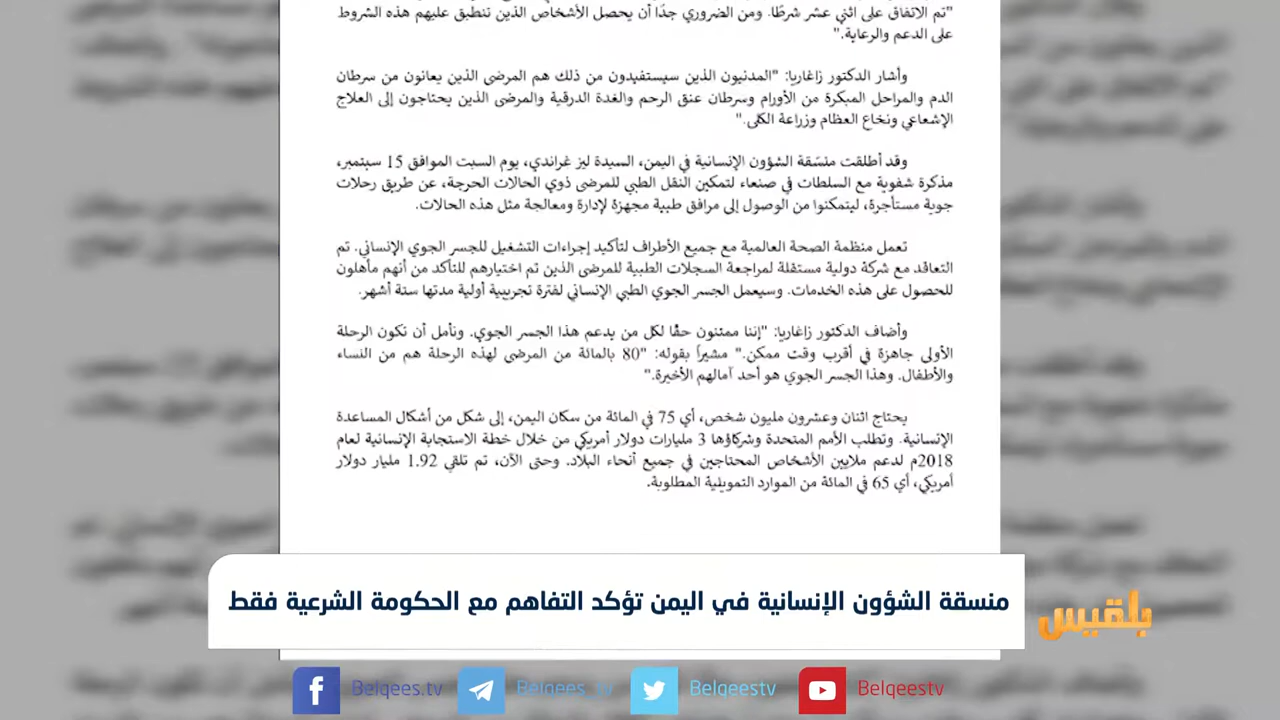 "تم الاتفاق على اثني عشر شرطًا. ومن الضروري جدًا أن يحصل الأشخاص الذين تنطبق عليهم هذه الشروط
على الدعم والرعاية."
وأشار الدكتور زاغاريا: "المدنيون الذين سيستفيدون من ذلك هم المرضى الذين يعانون من سرطان
الدم والمراحل المبكرة من الأورام وسرطان عنق الرحم والغدة الدرقية والمرضى الذين يحتاجون إلى العلاج
الإشعاعي ونخاع العظام وزراعة الكلى."
وقد أطلقت منسّقة الشؤون الإنسانية في اليمن، السيدة ليز غراندي، يوم السبت الموافق 15 سبتمبر،
مذكرة شفوية مع السلطات في صنعاء لتمكين النقل الطبي للمرضى ذوي الحالات الحرجة، عن طريق رحلات
جوية مستأجرة، ليتمكنوا من الوصول إلى مرافق طبية مجهزة لإدارة ومعالجة مثل هذه الحالات.
تعمل منظمة الصحة العالمية مع جميع الأطراف لتأكيد إجراءات التشغيل للجسر الجوي الإنساني. تم
التعاقد مع شركة دولية مستقلة لمراجعة السجلات الطبية للمرضى الذين تم اختيارهم للتأكد من أنهم مأهلون
للحصول على هذه الخدمات. وسيعمل الجسر الجوي الطبي الإنساني لفترة تجريبية أولية مدتها ستة أشهر.
وأضاف الدكتور زاغاريا: "إننا ممتنون حقًا لكل من يدعم هذا الجسر الجوي. ونأمل أن تكون الرحلة
الأولى جاهزة في أقرب وقت ممكن." مشيراً بقوله: "80 بالمائة من المرضى لهذه الرحلة هم من النساء
والأطفال. وهذا الجسر الجوي هو أحد آمالهم الأخيرة."
يحتاج اثنان وعشرون مليون شخص، أي 75 في المائة من سكان اليمن، إلى شكل من أشكال المساعدة
الإنسانية. وتطلب الأمم المتحدة وشركاؤها 3 مليارات دولار أمريكي من خلال خطة الاستجابة الإنسانية لعام
2018م لدعم ملايين الأشخاص المحتاجين في جميع أنحاء البلاد. وحتى الآن، تم تلقي 1.92 مليار دولار
أمريكي، أي 65 في المائة من الموارد التمويلية المطلوبة.
منسقة الشؤون الإنسانية في اليمن تؤكد التفاهم مع الحكومة الشرعية فقط
بلقيس
Belqees.tv
Belqees
Belqeestv
Belqeestv